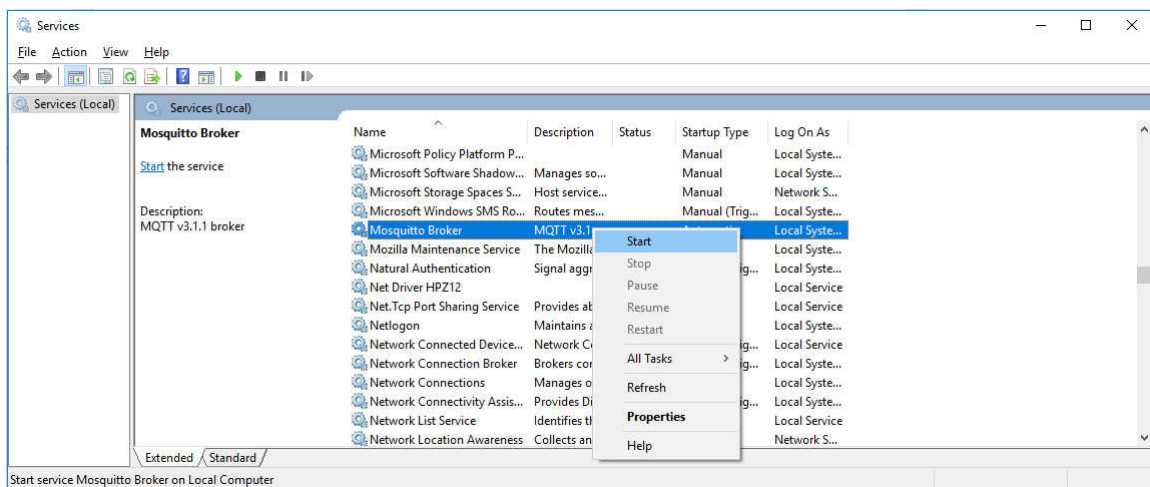 Services
File Action View Help
Services (Local)
Services (Local)
Mosquitto Broker
Start the service
Description:
MQTT v3.1.1 broker
Name Description Status Startup Type Log On As
Microsoft Policy Platform P... Manual Local Syste...
Microsoft Software Shadow... Manages so... Manual Local Syste...
Microsoft Storage Spaces S... Host service... Manual Network S...
Microsoft Windows SMS Ro... Routes mes... Manual (Trig... Local Syste...
Mosquitto Broker MQTT v3.1 Local Syste...
Mozilla Maintenance Service The Mozilla Local Syste...
Natural Authentication Signal aggr ig... Local Syste...
Net Driver HPZ12 Local Service
Net.Tcp Port Sharing Service Provides ab Local Service
Netlogon Maintains a Local Syste...
Network Connected Device... Network Co ig... Local Service
Network Connection Broker Brokers con ig... Local Syste...
Network Connections Manages o Local Syste...
Network Connectivity Assis... Provides Di ig... Local Syste...
Network List Service Identifies th Local Service
Network Location Awareness Collects an Network S...
Start
Stop
Pause
Resume
Restart
All Tasks
Refresh
Properties
Help
Extended Standard
Start service Mosquitto Broker on Local Computer